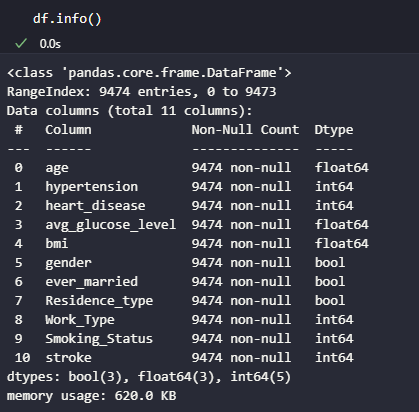 df.info()
0.0s
<class 'pandas.core.frame.DataFrame'>
RangeIndex: 9474 entries, 0 to 9473
Data columns (total 11 columns):
 #   Column             Non-Null Count  Dtype
---  ------             --------------  -----
 0   age                9474 non-null   float64
 1   hypertension       9474 non-null   int64
 2   heart_disease      9474 non-null   int64
 3   avg_glucose_level  9474 non-null   float64
 4   bmi                9474 non-null   float64
 5   gender             9474 non-null   bool
 6   ever_married       9474 non-null   bool
 7   Residence_type     9474 non-null   bool
 8   Work_Type          9474 non-null   int64
 9   Smoking_Status     9474 non-null   int64
 10  stroke             9474 non-null   int64
dtypes: bool(3), float64(3), int64(5)
memory usage: 620.0 KB